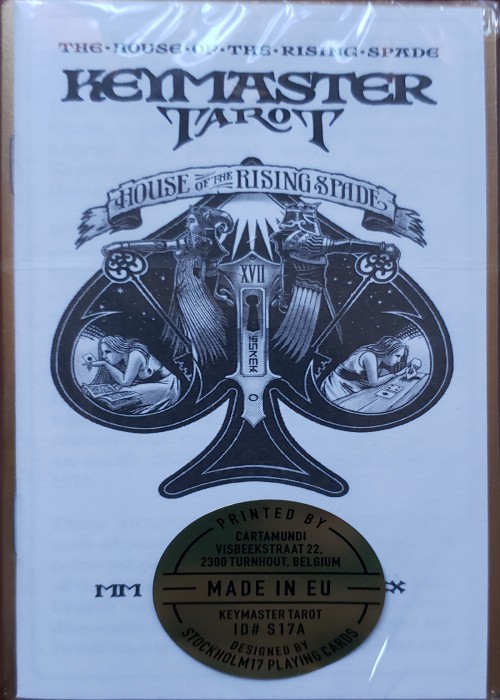 THE·HOUSE·OF·THE·RISING·SPADE
KEYMASTER
TAROT
HOUSE OF THE RISING SPADE
XVII
MM
PRINTED BY
CARTAMUNDI
VISBEEKSTRAAT 22,
2300 TURNHOUT, BELGIUM
MADE IN EU
KEYMASTER TAROT
ID# S17A
DESIGNED BY
STOCKHOLM17 PLAYING CARDS